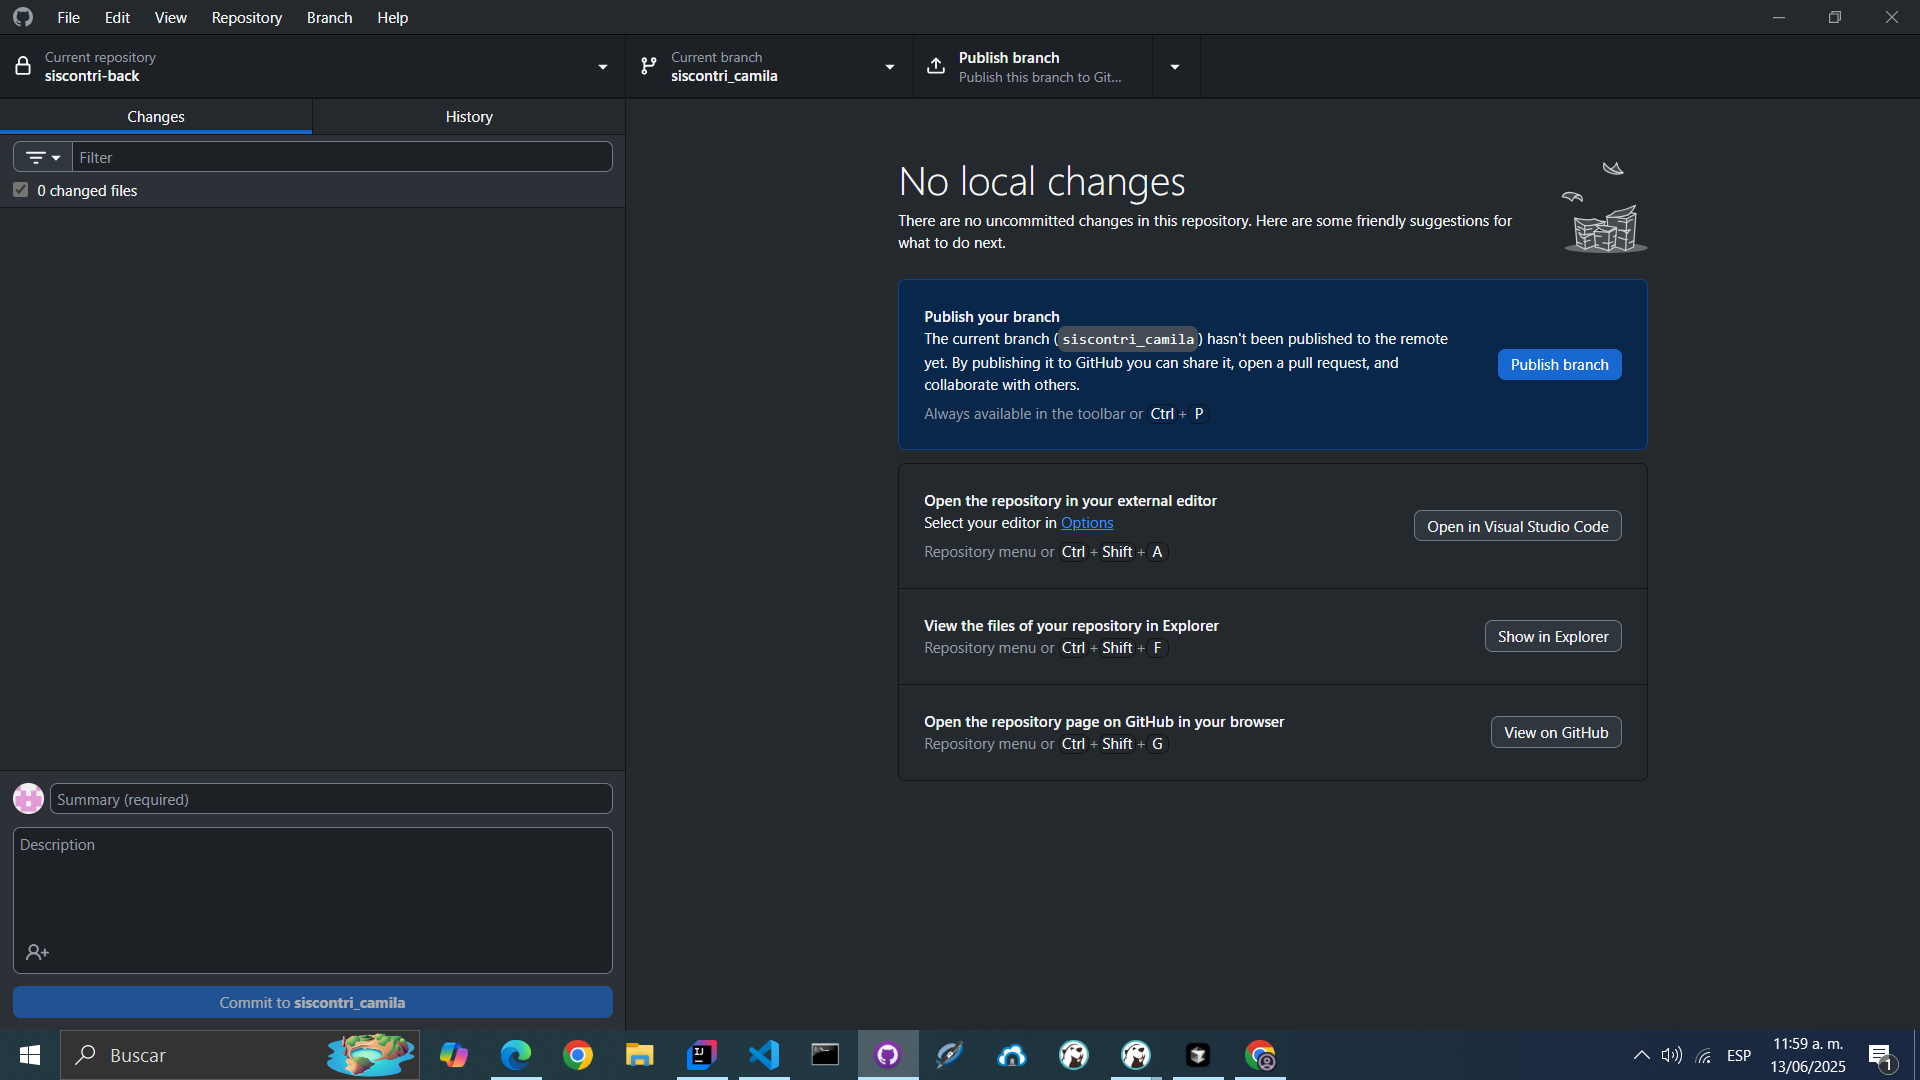 File Edit View Repository Branch Help
Current repository
siscontri-back
Current branch
siscontri_camila
Publish branch
Publish this branch to Git...
Changes
History
Filter
0 changed files
No local changes
There are no uncommitted changes in this repository. Here are some friendly suggestions for
what to do next.
Publish your branch
The current branch ( siscontri_camila ) hasn't been published to the remote
yet. By publishing it to GitHub you can share it, open a pull request, and
collaborate with others.
Always available in the toolbar or Ctrl + P
Publish branch
Open the repository in your external editor
Select your editor in Options
Repository menu or Ctrl + Shift + A
Open in Visual Studio Code
View the files of your repository in Explorer
Repository menu or Ctrl + Shift + F
Show in Explorer
Open the repository page on GitHub in your browser
Repository menu or Ctrl + Shift + G
View on GitHub
Summary (required)
Description
Commit to siscontri_camila
Buscar
IJ
ESP
11:59 a. m.
13/06/2025
1